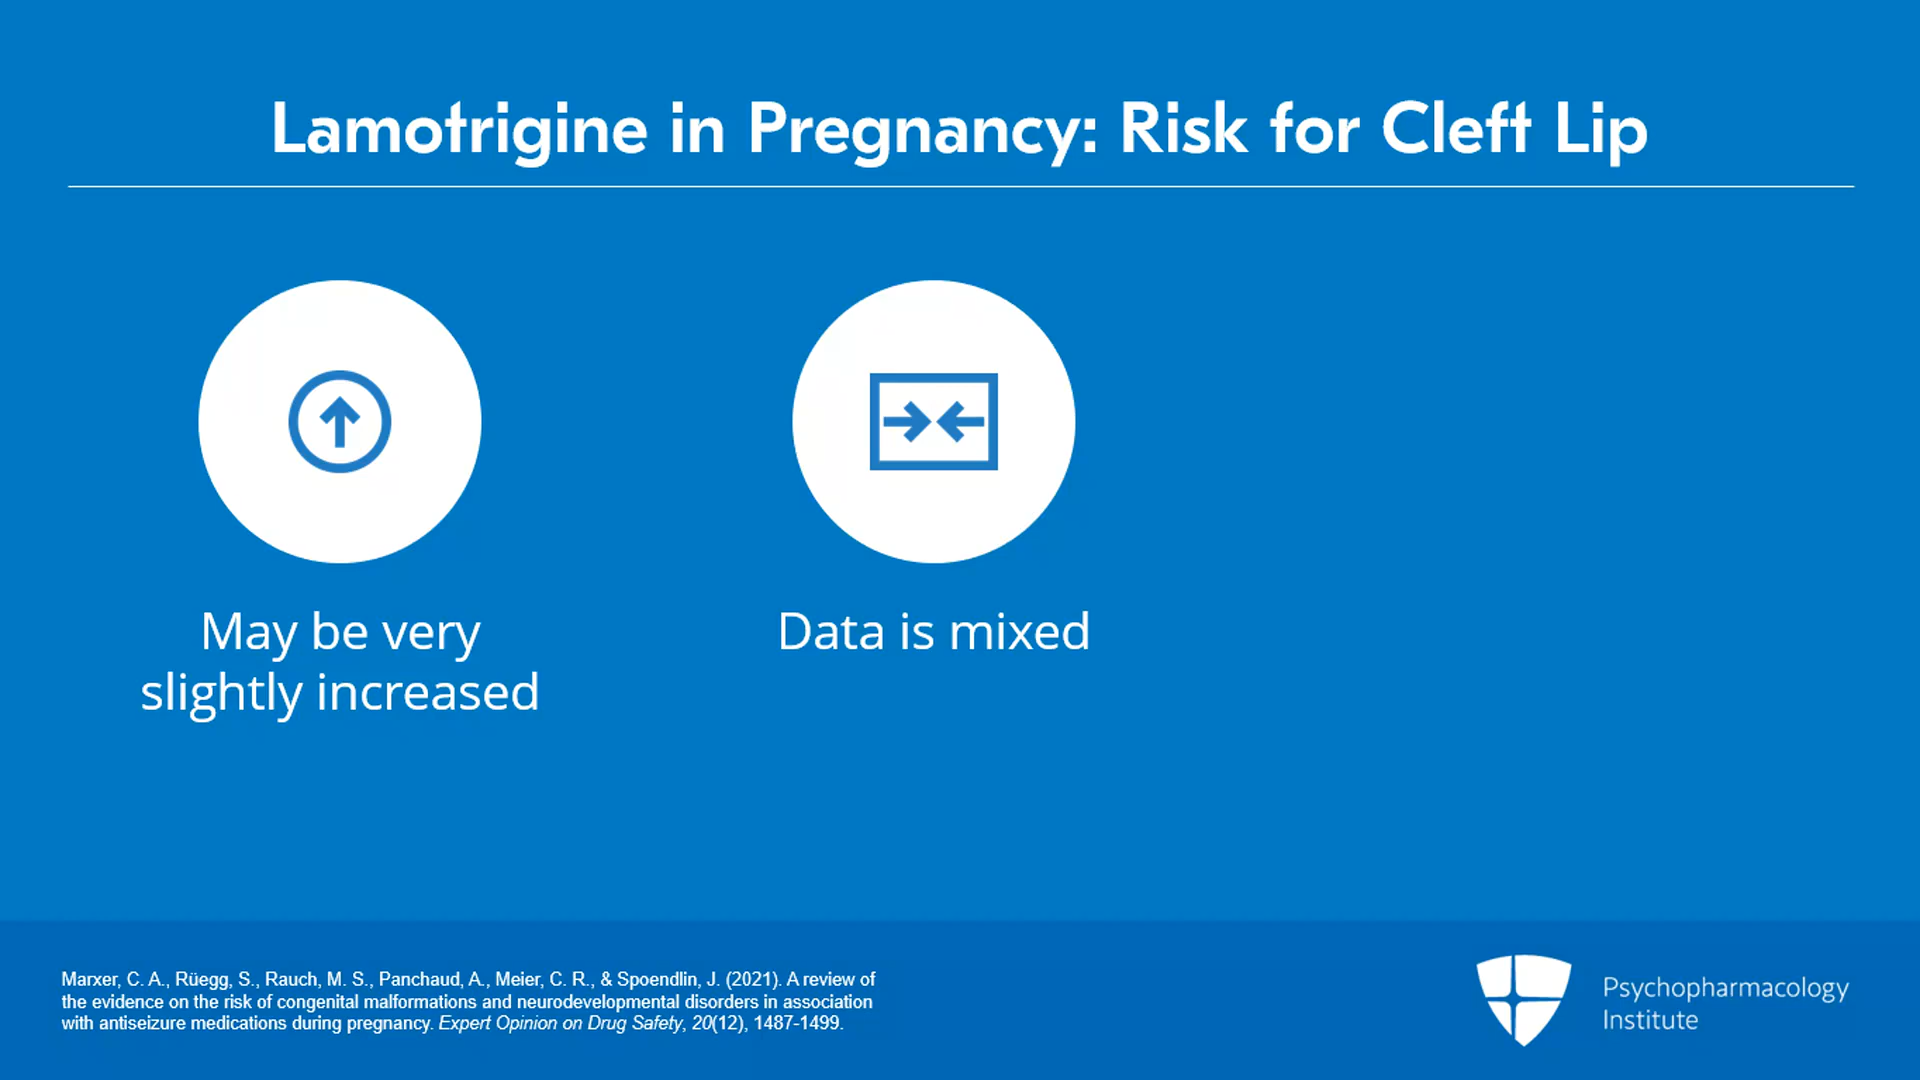 Lamotrigine in Pregnancy: Risk for Cleft Lip
May be very
slightly increased
Data is mixed
Marxer, C. A., Rüegg, S., Rauch, M. S., Panchaud, A., Meier, C. R., & Spoendlin, J. (2021). A review of
the evidence on the risk of congenital malformations and neurodevelopmental disorders in association
with antiseizure medications during pregnancy. Expert Opinion on Drug Safety, 20(12), 1487-1499.
Psychopharmacology
Institute